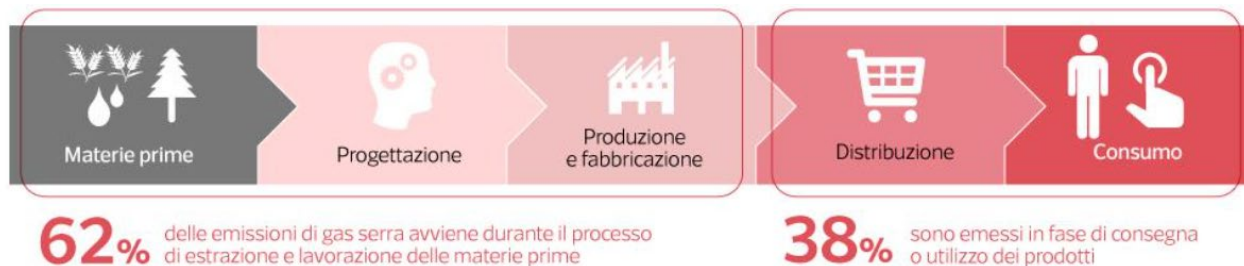 Materie prime
Progettazione
Produzione
e fabbricazione
Distribuzione
Consumo
62% delle emissioni di gas serra avviene durante il processo
di estrazione e lavorazione delle materie prime
38% sono emessi in fase di consegna
o utilizzo dei prodotti